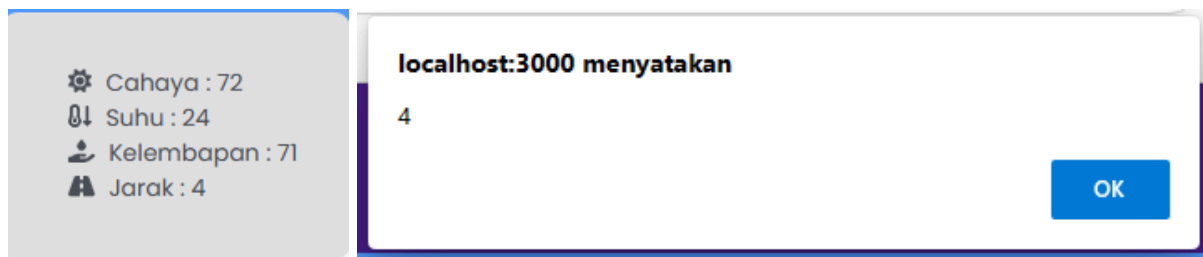 Cahaya : 72
Suhu : 24
Kelembapan : 71
Jarak : 4
localhost:3000 menyatakan
4
OK